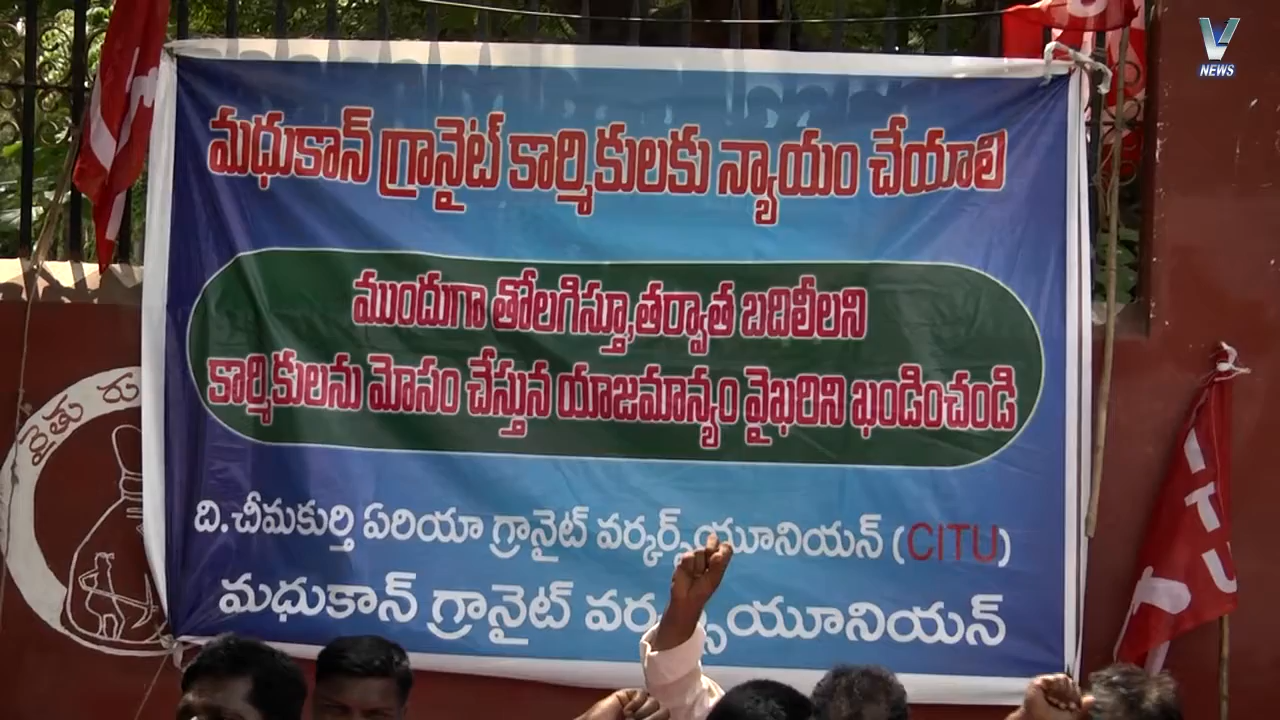 V
NEWS
మధుకాన్ గ్రానైట్ కార్మికులకు న్యాయం చేయాలి
ముందుగా తోలగిస్తూ,తర్వాత బదిలీలని
కార్మికులను మోసం చేస్తున యాజమాన్యం వైఖరిని ఖండించండి
ది.చీమకుర్తి ఏరియా గ్రానైట్ వర్కర్స్ యూనియన్ (CITU)
మధుకాన్ గ్రానైట్ వర్కర్స్ యూనియన్
రైతు
ITU